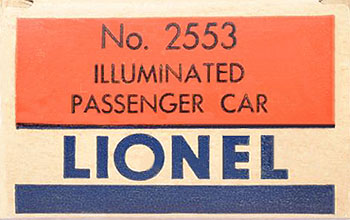 No. 2553
ILLUMINATED
PASSENGER CAR
LIONEL